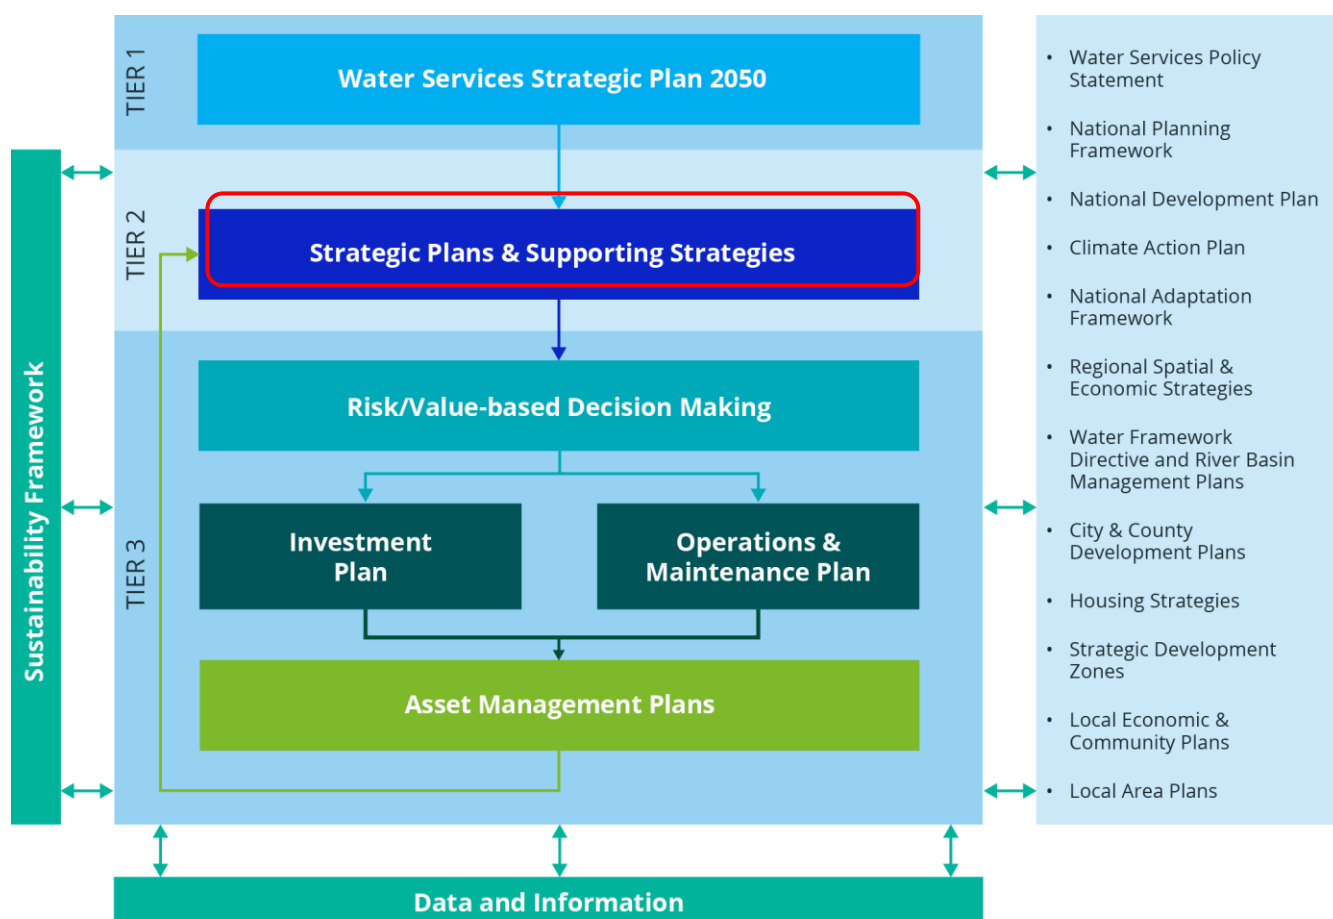 TIER 1
Water Services Strategic Plan 2050
TIER 2
Strategic Plans & Supporting Strategies
TIER 3
Risk/Value-based Decision Making
Investment
Plan
Operations &
Maintenance Plan
Asset Management Plans
Sustainability Framework
Data and Information
• Water Services Policy
Statement
• National Planning
Framework
• National Development Plan
• Climate Action Plan
• National Adaptation
Framework
• Regional Spatial &
Economic Strategies
• Water Framework
Directive and River Basin
Management Plans
• City & County
Development Plans
• Housing Strategies
• Strategic Development
Zones
• Local Economic &
Community Plans
• Local Area Plans